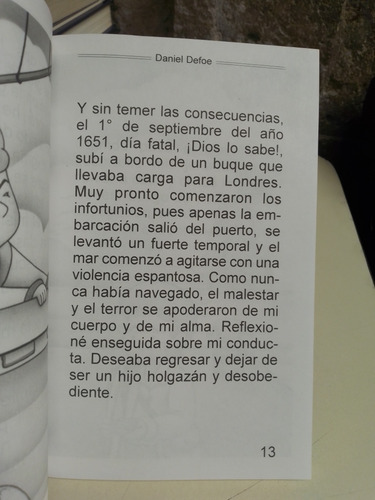 Daniel Defoe
Y sin temer las consecuencias,
el 1° de septiembre del año
1651, día fatal, ¡Dios lo sabe!,
subí a bordo de un buque que
llevaba carga para Londres.
Muy pronto comenzaron los
infortunios, pues apenas la em-
barcación salió del puerto, se
levantó un fuerte temporal y el
mar comenzó a agitarse con una
violencia espantosa. Como nun-
ca había navegado, el malestar
y el terror se apoderaron de mi
cuerpo y de mi alma. Reflexio-
né enseguida sobre mi conduc-
ta. Deseaba regresar y dejar de
ser un hijo holgazán y desobe-
diente.
13